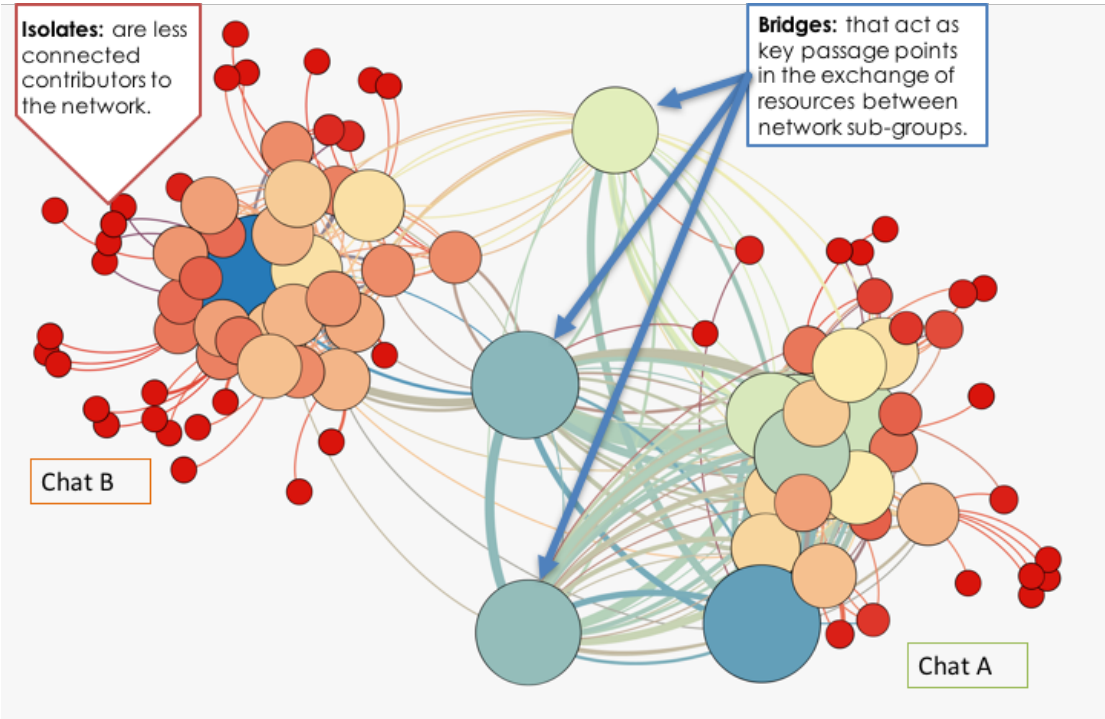 Isolates: are less
connected
contributors to
the network.
Bridges: that act as
key passage points
in the exchange of
resources between
network sub-groups.
Chat B
Chat A